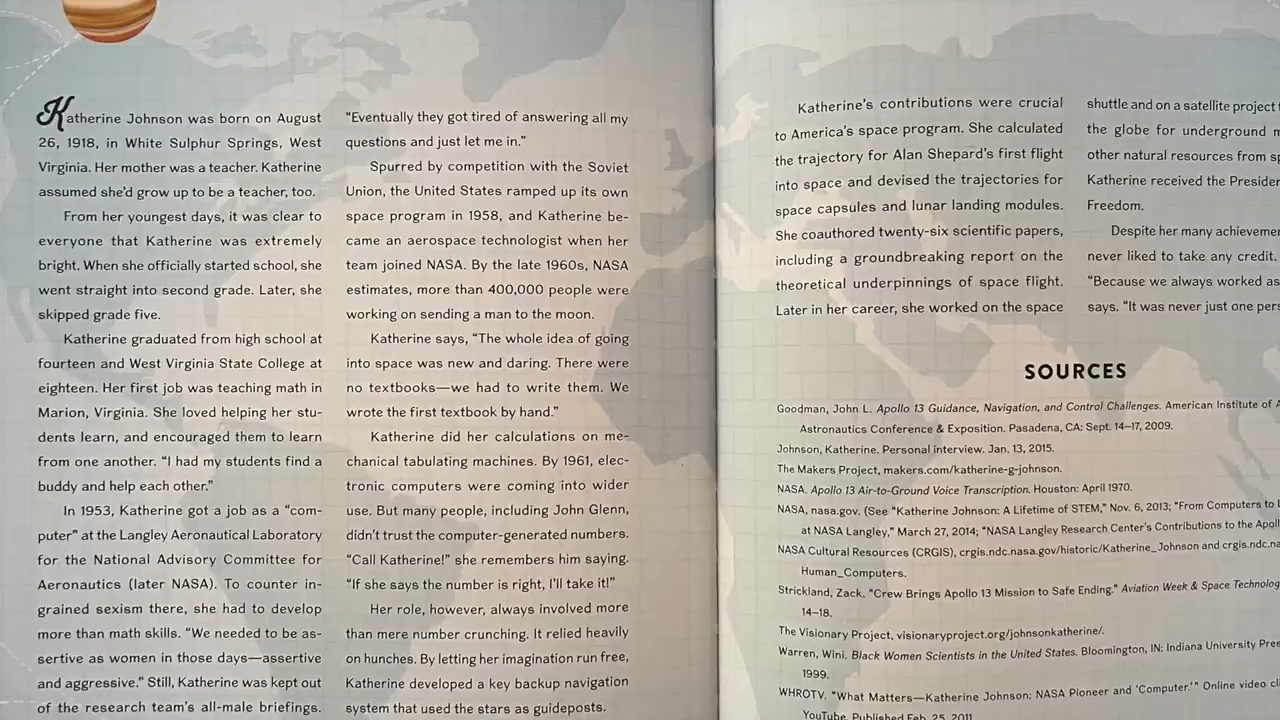 Katherine Johnson was born on August
26, 1918, in White Sulphur Springs, West
Virginia. Her mother was a teacher. Katherine
assumed she'd grow up to be a teacher, too.
From her youngest days, it was clear to
everyone that Katherine was extremely
bright. When she officially started school, she
went straight into second grade. Later, she
skipped grade five.
Katherine graduated from high school at
fourteen and West Virginia State College at
eighteen. Her first job was teaching math in
Marion, Virginia. She loved helping her stu-
dents learn, and encouraged them to learn
from one another. “I had my students find a
buddy and help each other.”
In 1953, Katherine got a job as a “com-
puter” at the Langley Aeronautical Laboratory
for the National Advisory Committee for
Aeronautics (later NASA). To counter in-
grained sexism there, she had to develop
more than math skills. “We needed to be as-
sertive as women in those days—assertive
and aggressive.” Still, Katherine was kept out
of the research team's all-male briefings.
“Eventually they got tired of answering all my
questions and just let me in.”
Spurred by competition with the Soviet
Union, the United States ramped up its own
space program in 1958, and Katherine be-
came an aerospace technologist when her
team joined NASA. By the late 1960s, NASA
estimates, more than 400,000 people were
working on sending a man to the moon.
Katherine says, “The whole idea of going
into space was new and daring. There were
no textbooks—we had to write them. We
wrote the first textbook by hand.”
Katherine did her calculations on me-
chanical tabulating machines. By 1961, elec-
tronic computers were coming into wider
use. But many people, including John Glenn,
didn't trust the computer-generated numbers.
“Call Katherine!” she remembers him saying.
“If she says the number is right, I'll take it!”
Her role, however, always involved more
than mere number crunching. It relied heavily
on hunches. By letting her imagination run free,
Katherine developed a key backup navigation
system that used the stars as guideposts.
Katherine's contributions were crucial
to America's space program. She calculated
the trajectory for Alan Shepard's first flight
into space and devised the trajectories for
space capsules and lunar landing modules.
She coauthored twenty-six scientific papers,
including a groundbreaking report on the
theoretical underpinnings of space flight.
Later in her career, she worked on the space
shuttle and on a satellite project
the globe for underground
other natural resources from
Katherine received the
Freedom.
Despite her many
never liked to take any credit.
“Because we always worked as
says. “It was never just one
SOURCES
Goodman, John L. Apollo 13 Guidance, Navigation, and Control Challenges. American Institute of
Astronautics Conference & Exposition. Pasadena, CA: Sept. 14–17, 2009.
Johnson, Katherine. Personal interview. Jan. 13, 2015.
The Makers Project, makers.com/katherine-g-johnson.
NASA. Apollo 13 Air-to-Ground Voice Transcription. Houston: April 1970.
NASA, nasa.gov. (See “Katherine Johnson: A Lifetime of STEM,” Nov. 6, 2013; “From Computers to
at NASA Langley,” March 27, 2014; “NASA Langley Research Center's Contributions to the
NASA Cultural Resources (CRGIS), crgis.ndc.nasa.gov/historic/Katherine_Johnson and
Human_Computers.
Strickland, Zack. “Crew Brings Apollo 13 Mission to Safe Ending.” Aviation Week & Space
14–18.
The Visionary Project, visionaryproject.org/johnsonkatherine/.
Warren, Wini. Black Women Scientists in the United States. Bloomington, IN: Indiana University
1999.
WHROTV. “What Matters—Katherine Johnson: NASA Pioneer and ‘Computer.’” Online video
YouTube. Published Feb. 25, 2011